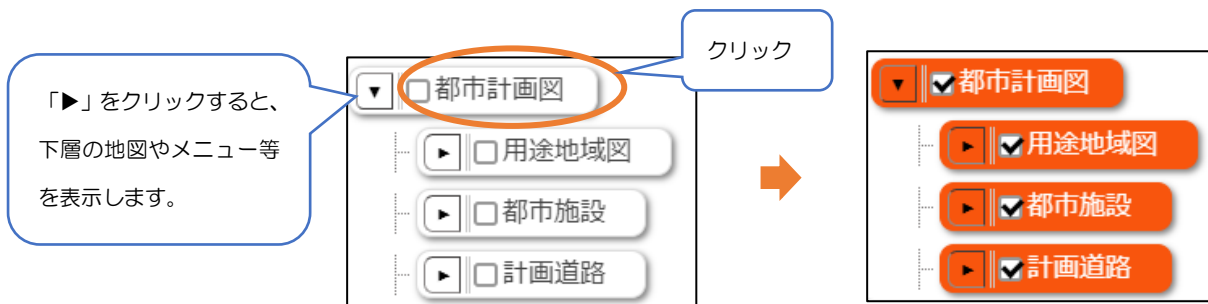 「▶」をクリックすると、
下層の地図やメニュー等
を表示します。
クリック
▼ 都市計画図
▶ 用途地域図
▶ 都市施設
▶ 計画道路
▼ 都市計画図
▶ 用途地域図
▶ 都市施設
▶ 計画道路